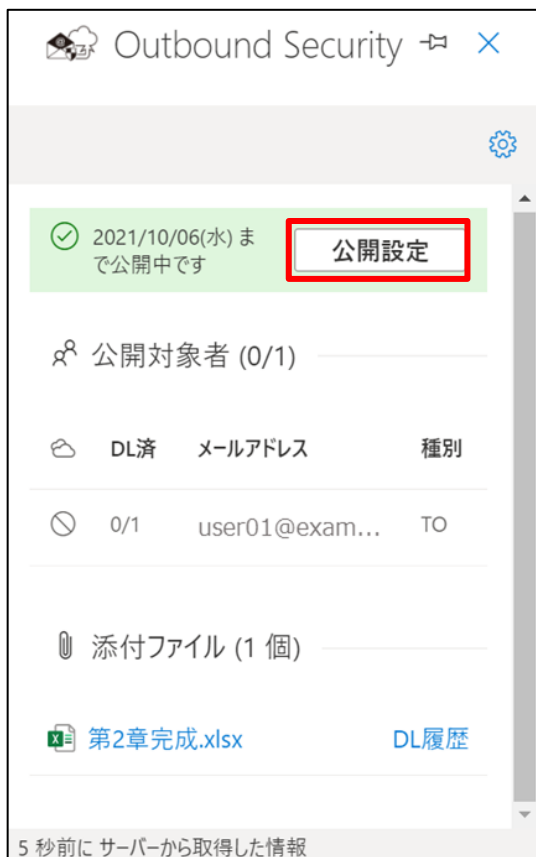 Outbound Security
2021/10/06(水) ま
で公開中です
公開設定
公開対象者 (0/1)
DL済 メールアドレス 種別
0/1 user01@exam... TO
添付ファイル (1 個)
第2章完成.xlsx DL履歴
5 秒前に サーバーから取得した情報